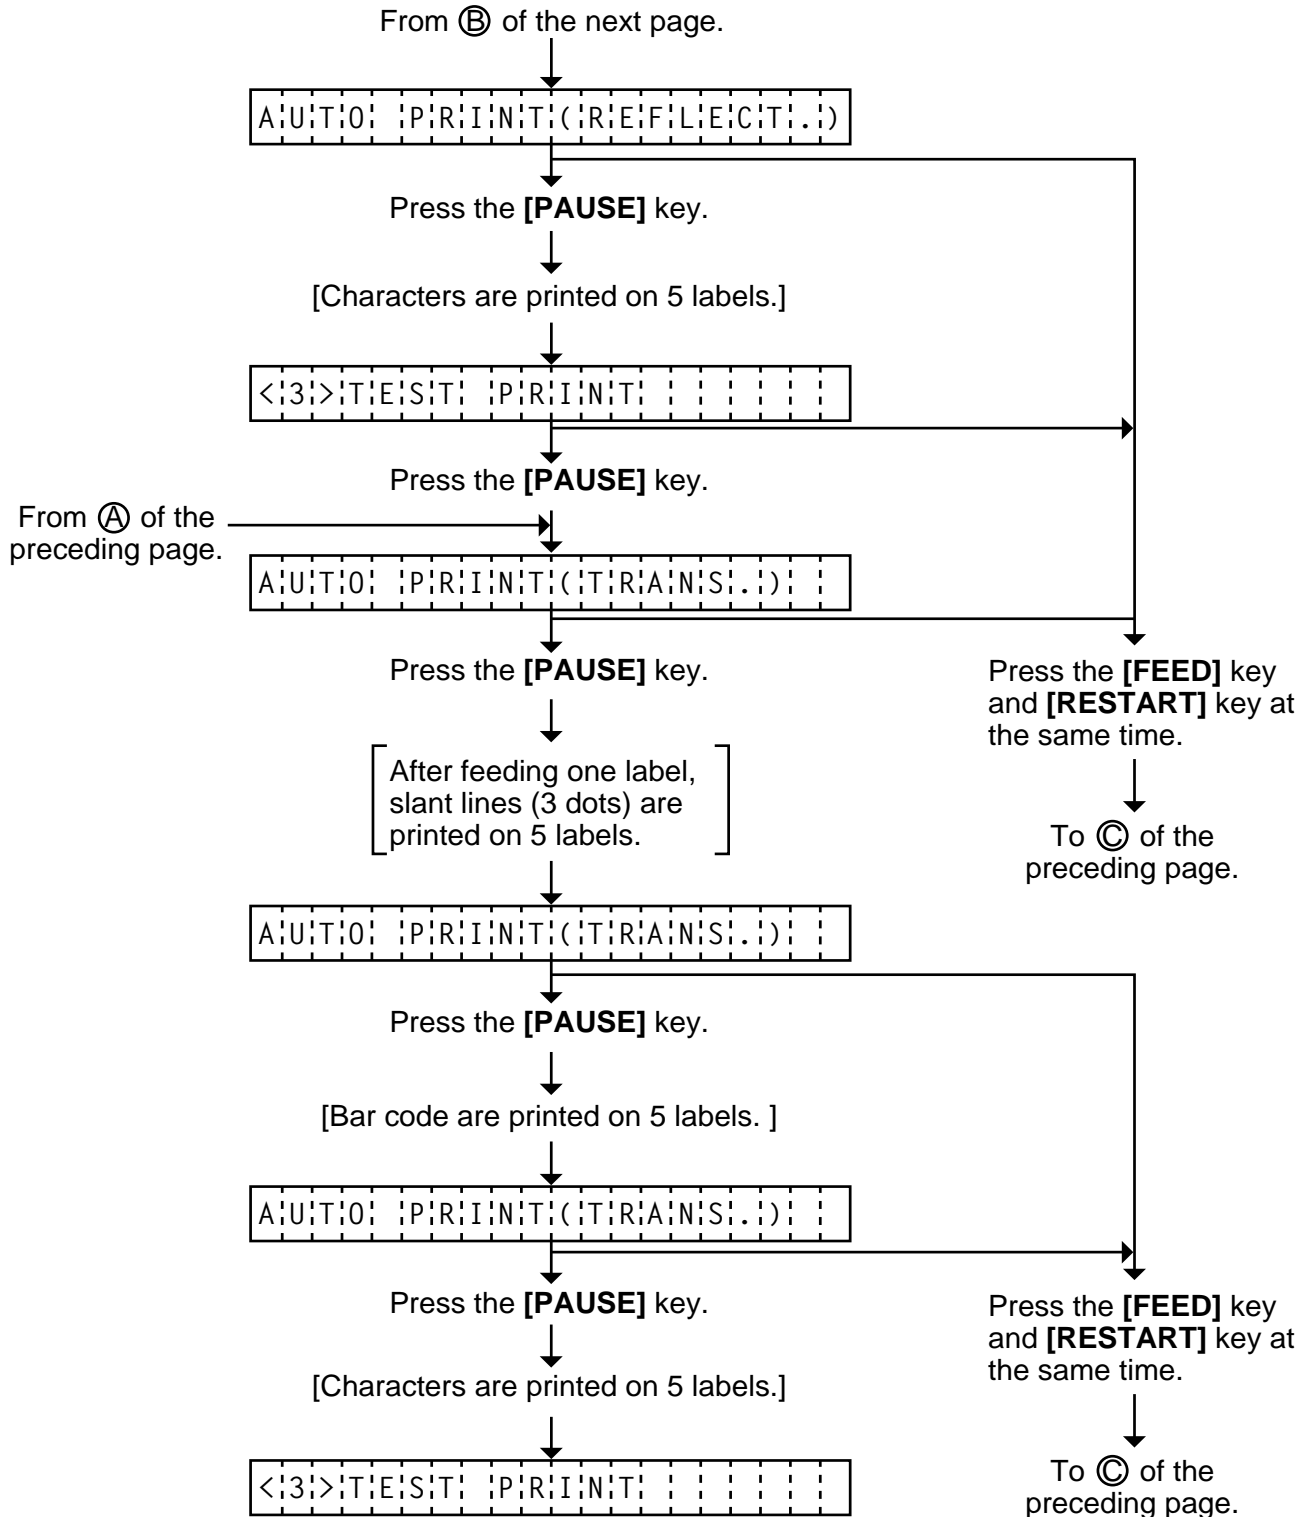 From Ⓑ of the next page.
AUTO PRINT(REFLECT.)
Press the [PAUSE] key.
[Characters are printed on 5 labels.]
<3>TEST PRINT
Press the [PAUSE] key.
From Ⓐ of the
preceding page.
AUTO PRINT(TRANS.)
Press the [PAUSE] key.
Press the [FEED] key
and [RESTART] key at
the same time.
After feeding one label,
slant lines (3 dots) are
printed on 5 labels.
To Ⓒ of the
preceding page.
AUTO PRINT(TRANS.)
Press the [PAUSE] key.
[Bar code are printed on 5 labels. ]
AUTO PRINT(TRANS.)
Press the [PAUSE] key.
Press the [FEED] key
and [RESTART] key at
the same time.
[Characters are printed on 5 labels.]
<3>TEST PRINT
To Ⓒ of the
preceding page.